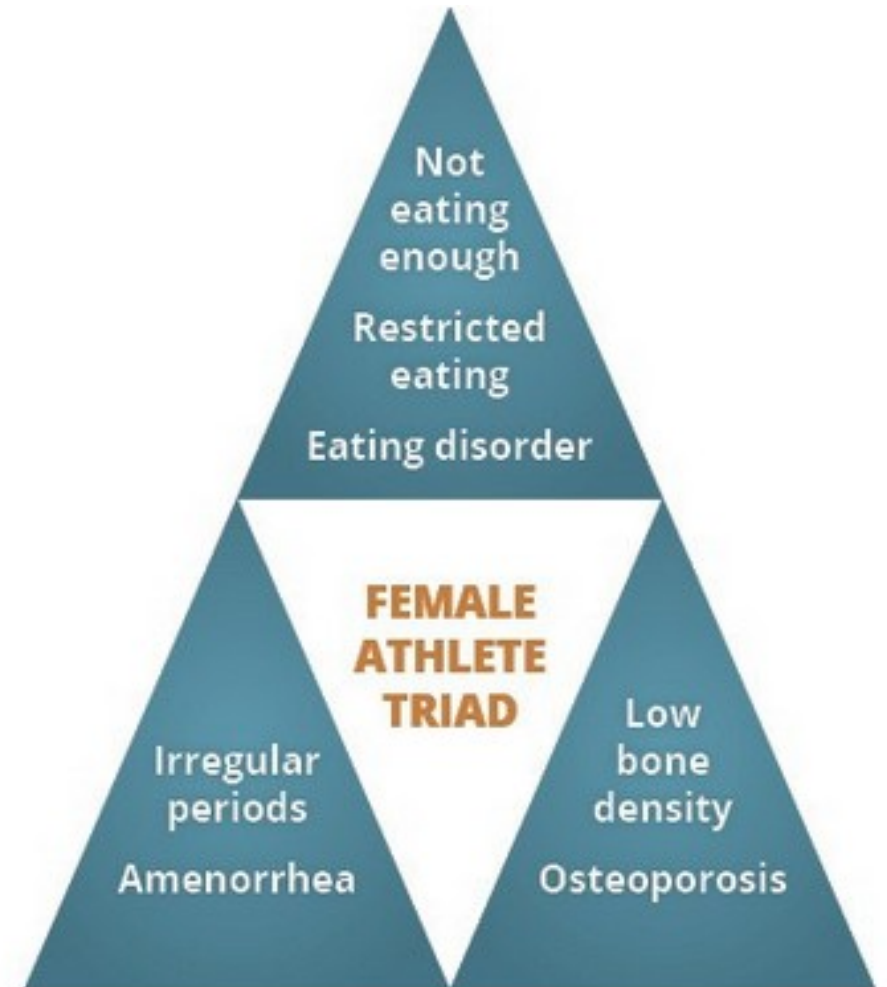 Not
eating
enough
Restricted
eating
Eating disorder
FEMALE
ATHLETE
TRIAD
Irregular
periods
Amenorrhea
Low
bone
density
Osteoporosis